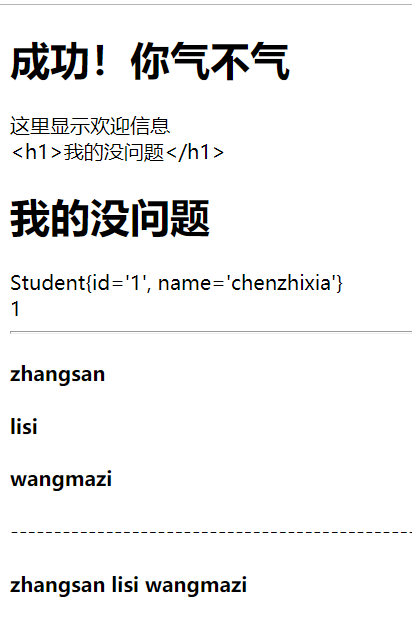 成功！你气不气
这里显示欢迎信息
<h1>我的没问题</h1>
我的没问题
Student{id='1', name='chenzhixia'}
1
zhangsan
lisi
wangmazi
------------------------------------------------
zhangsan lisi wangmazi